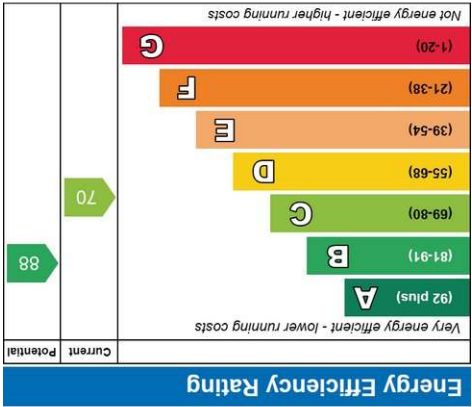 Energy Efficiency Rating
Current Potential
Very energy efficient - lower running costs
(92 plus) A
(81-91) B
88
(69-80) C
70
(55-68) D
(39-54) E
(21-38) F
(1-20) G
Not energy efficient - higher running costs